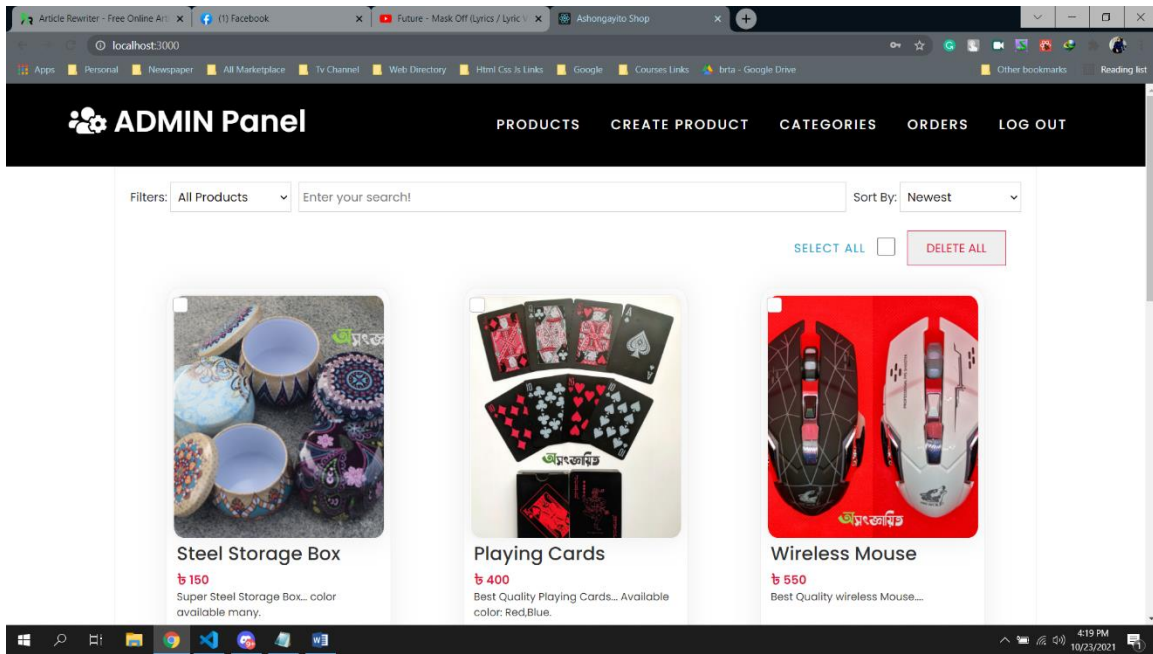 Article Rewriter - Free Online Art
(1) Facebook
Future - Mask Off (Lyrics / Lyric V
Ashongayito Shop
localhost:3000
Apps
Personal
Newspaper
All Marketplace
Tv Channel
Web Directory
Html Css Js Links
Google
Courses Links
brta - Google Drive
Other bookmarks
Reading list
ADMIN Panel
PRODUCTS
CREATE PRODUCT
CATEGORIES
ORDERS
LOG OUT
Filters:
All Products
Enter your search!
Sort By:
Newest
SELECT ALL
DELETE ALL
অসংজ্ঞায়িত
অসংজ্ঞায়িত
Steel Storage Box
Playing Cards
Wireless Mouse
৳ 150
৳ 400
৳ 550
Super Steel Storage Box... color
available many.
Best Quality Playing Cards... Available
color: Red,Blue.
Best Quality wireless Mouse....
4:19 PM
10/23/2021